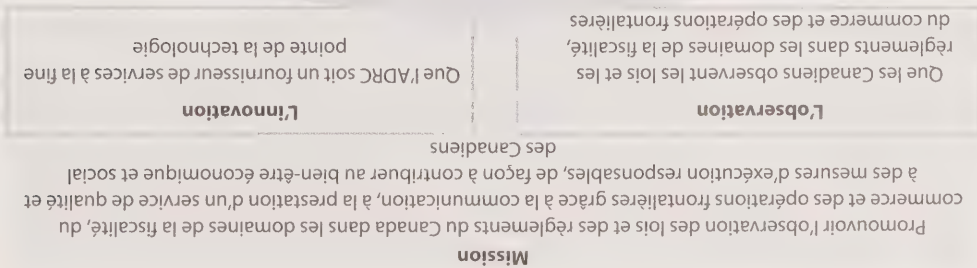 Mission
Promouvoir l'observation des lois et des règlements du Canada dans les domaines de la fiscalité, du
commerce et des opérations frontalières grâce à la communication, à la prestation d'un service de qualité et
à des mesures d'exécution responsables, de façon à contribuer au bien-être économique et social
des Canadiens
L'observation
Que les Canadiens observent les lois et les
règlements dans les domaines de la fiscalité,
du commerce et des opérations frontalières
L'innovation
Que l'ADRC soit un fournisseur de services à la fine
pointe de la technologie